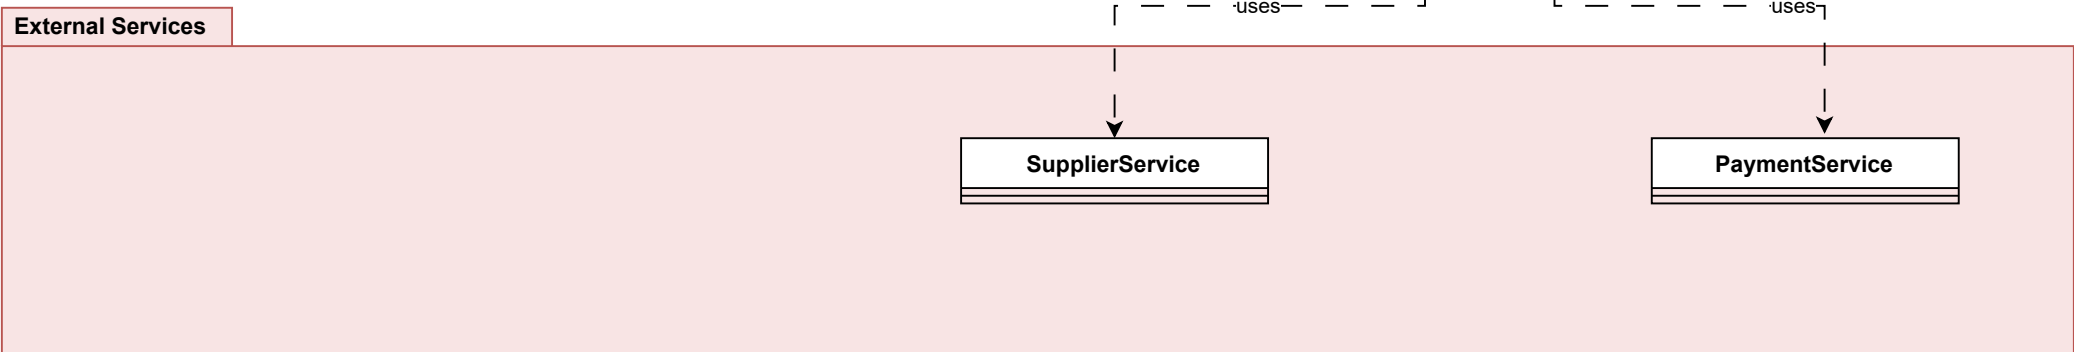 uses
uses
External Services
SupplierService
PaymentService